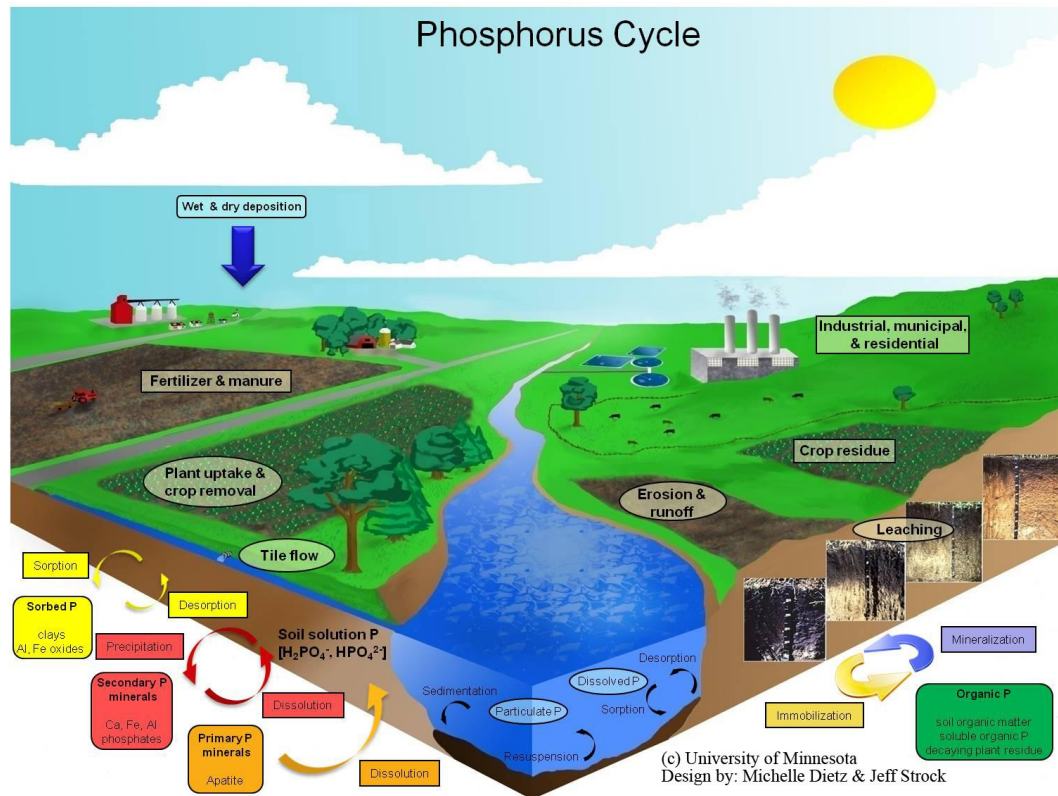 Phosphorus Cycle
Wet & dry deposition
Industrial, municipal,
& residential
Fertilizer & manure
Plant uptake &
crop removal
Crop residue
Erosion &
runoff
Leaching
Tile flow
Sorption
Desorption
Sorbed P
clays
Al, Fe oxides
Precipitation
Soil solution P
[H₂PO₄⁻, HPO₄²⁻]
Secondary P
minerals
Ca, Fe, Al
phosphates
Dissolution
Primary P
minerals
Apatite
Dissolution
Sedimentation
Particulate P
Resuspension
Dissolved P
Desorption
Sorption
Mineralization
Immobilization
Organic P
soil organic matter
soluble organic P
decaying plant residue
(c) University of Minnesota
Design by: Michelle Dietz & Jeff Strock